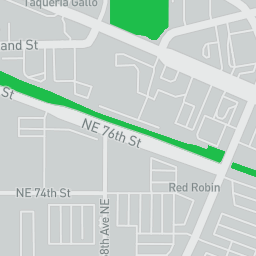 Taqueria Gallo
and St
St
NE 76th St
Red Robin
NE 74th St
8th Ave NE